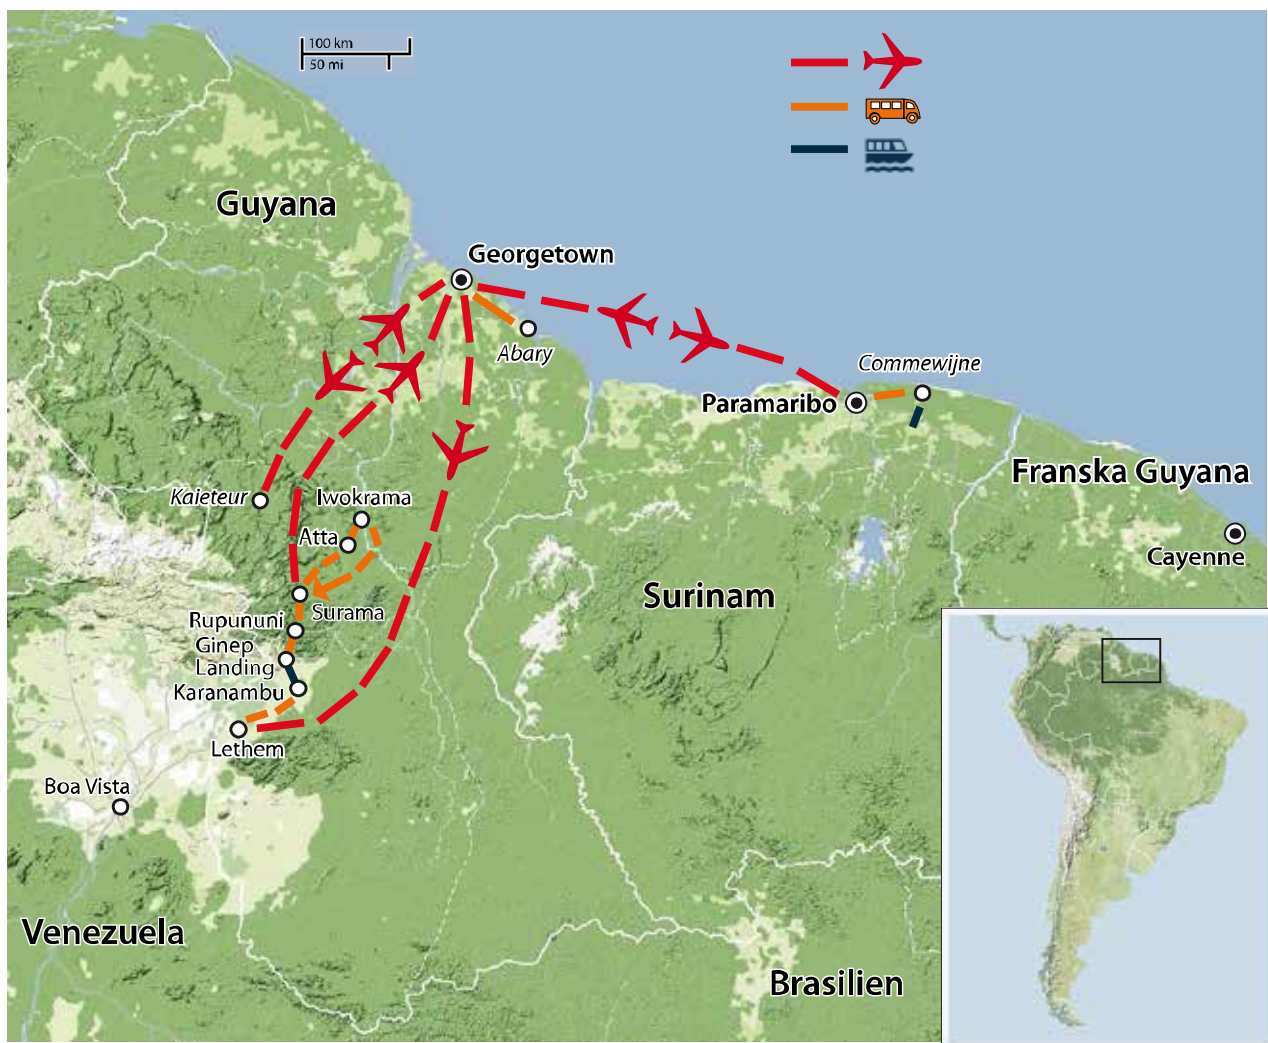 100 km
50 mi
Guyana
Georgetown
Abary
Commewijne
Paramaribo
Franska Guyana
Kaieteur
Iwokrama
Atta
Cayenne
Surinam
Surama
Rupununi
Ginep
Landing
Karanambu
Lethem
Boa Vista
Venezuela
Brasilien